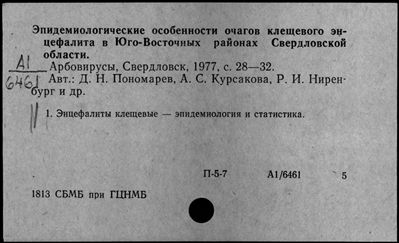 Эпидемиологические особенности очагов клещевого эн-
цефалита в Юго-Восточных районах Свердловской
области.
А1 Арбовирусы, Свердловск, 1977, с. 28—32.
6461 Авт.: Д. Н. Пономарев, А. С. Курсакова, Р. И. Нирен-
бург и др.
1. Энцефалиты клещевые — эпидемиология и статистика.
П-5-7 А1/6461 5
1813 СБМБ при ГЦНМБ